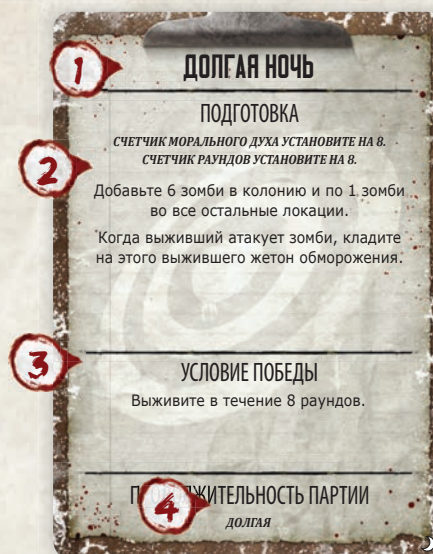 1
ДОЛГАЯ НОЧЬ
ПОДГОТОВКА
СЧЕТЧИК МОРАЛЬНОГО ДУХА УСТАНОВИТЕ НА 8.
СЧЕТЧИК РАУНДОВ УСТАНОВИТЕ НА 8.
2
Добавьте 6 зомби в колонию и по 1 зомби
во все остальные локации.
Когда выживший атакует зомби, кладите
на этого выжившего жетон обморожения.
3
УСЛОВИЕ ПОБЕДЫ
Выживите в течение 8 раундов.
4
ПАРТИИ
ДОЛГАЯ